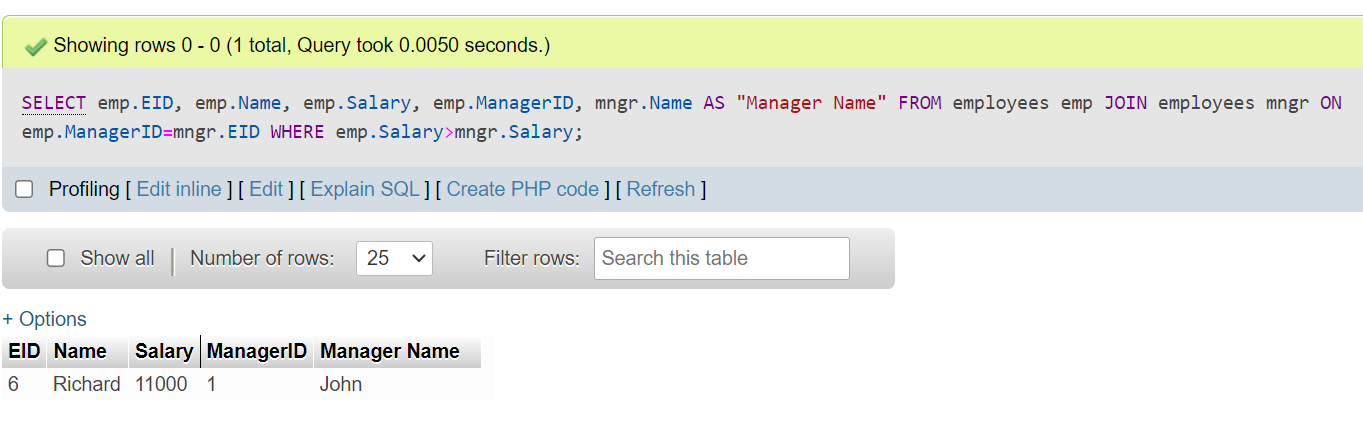 Showing rows 0 - 0 (1 total, Query took 0.0050 seconds.)
SELECT emp.EID, emp.Name, emp.Salary, emp.ManagerID, mngr.Name AS "Manager Name" FROM employees emp JOIN employees mngr ON
emp.ManagerID=mngr.EID WHERE emp.Salary>mngr.Salary;
Profiling [ Edit inline ] [ Edit ] [ Explain SQL ] [ Create PHP code ] [ Refresh ]
Show all | Number of rows: 25 Filter rows: Search this table
+ Options
EID Name Salary ManagerID Manager Name
6 Richard 11000 1 John